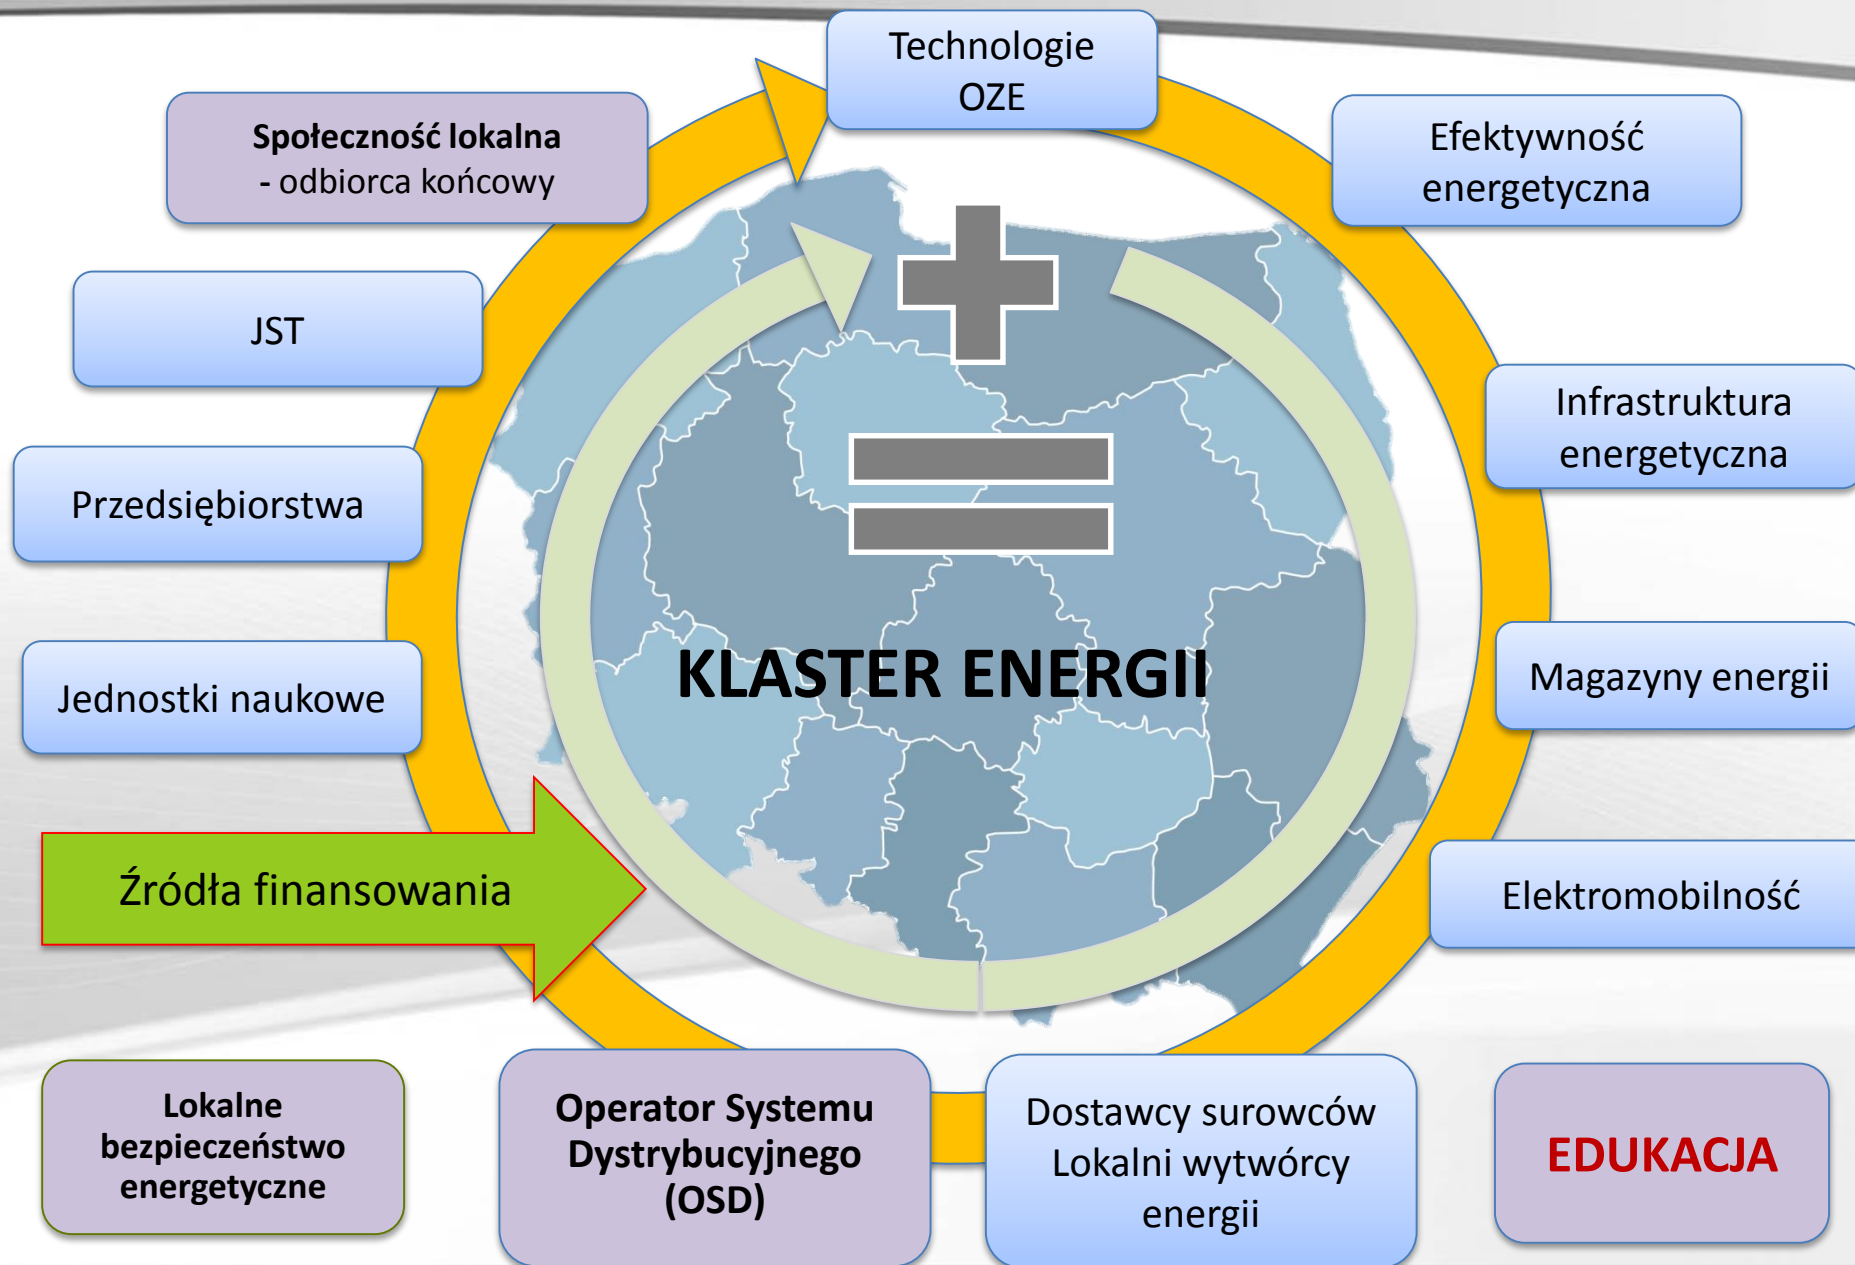 Technologie
OZE
Społeczność lokalna
- odbiorca końcowy
Efektywność
energetyczna
JST
Infrastruktura
energetyczna
Przedsiębiorstwa
KLASTER ENERGII
Magazyny energii
Jednostki naukowe
Źródła finansowania
Elektromobilność
Lokalne
bezpieczeństwo
energetyczne
Operator Systemu
Dystrybucyjnego
(OSD)
Dostawcy surowców
Lokalni wytwórcy
energii
EDUKACJA